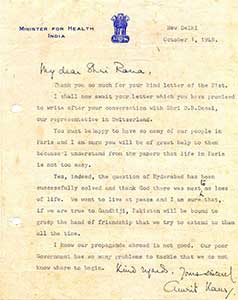 MINISTER FOR HEALTH
INDIA
New Delhi
October 1, 1948.
My dear Shri Rana,
Thank you so much for your kind letter of the 21st.
I shall now await your letter which you have promised
to write after your conversation with Shri D.B.Desai,
our representative in Switzerland.
You must be happy to have so many of our people in
Paris and I am sure you will be of great help to them
because I understand from the papers that life in Paris
is not too easy.
Yes, indeed, the question of Hyderabad has been
successfully solved and thank God there was next to no loss
of life. We want to live at peace and I am sure that,
if we are true to Gandhiji, Pakistan will be bound to
grasp the hand of friendship that we try to extend to them
all the time.
I know our propaganda abroad is not good. Our poor
Government has so many problems to tackle that we do not
know where to begin. Kind regards,
Amrit Kaur